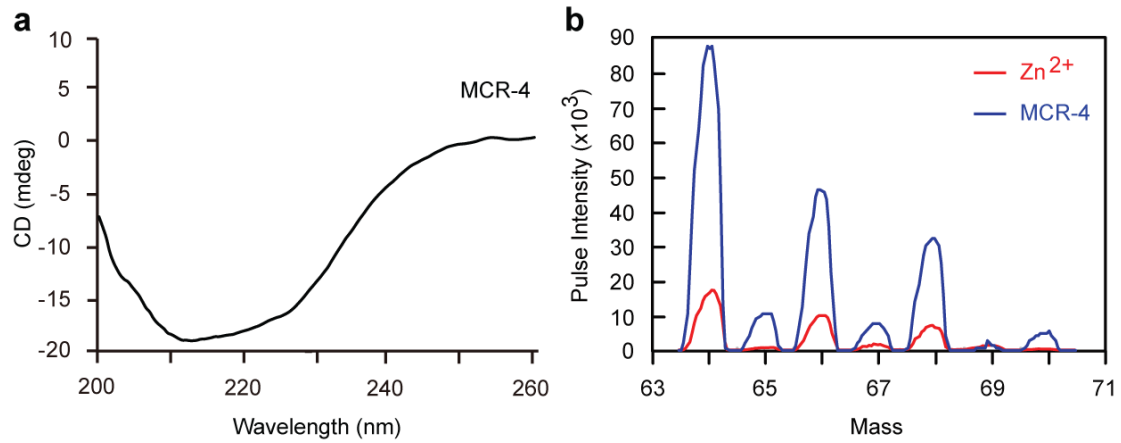 a
10
5
0
-5
-10
-15
-20
CD (mdeg)
MCR-4
200
220
240
260
Wavelength (nm)
b
90
80
70
60
50
40
30
20
10
0
Pulse Intensity (x10³)
Zn²⁺
MCR-4
63
65
67
69
71
Mass